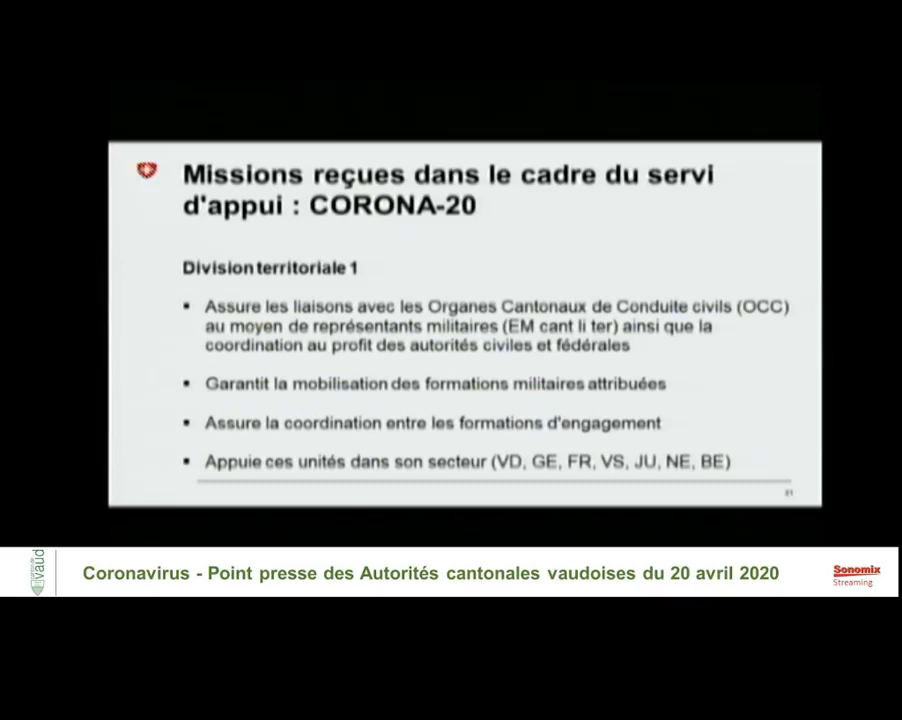 Missions reçues dans le cadre du servi
d'appui : CORONA-20
Division territoriale 1
▪ Assure les liaisons avec les Organes Cantonaux de Conduite civils (OCC)
au moyen de représentants militaires (EM cant li ter) ainsi que la
coordination au profit des autorités civiles et fédérales
▪ Garantit la mobilisation des formations militaires attribuées
▪ Assure la coordination entre les formations d'engagement
▪ Appuie ces unités dans son secteur (VD, GE, FR, VS, JU, NE, BE)
vaud
Coronavirus - Point presse des Autorités cantonales vaudoises du 20 avril 2020
Sonomix
Streaming